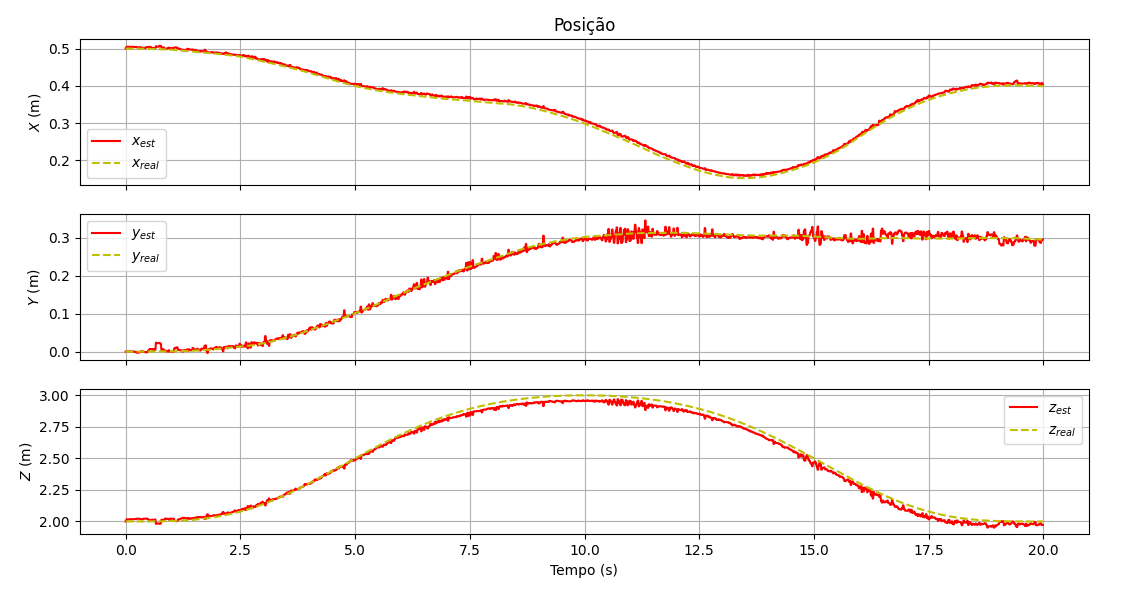 Posição
X (m)
0.5
0.4
0.3
0.2
x_est
x_real
Y (m)
0.3
0.2
0.1
0.0
y_est
y_real
Z (m)
3.00
2.75
2.50
2.25
2.00
z_est
z_real
0.0 2.5 5.0 7.5 10.0 12.5 15.0 17.5 20.0
Tempo (s)